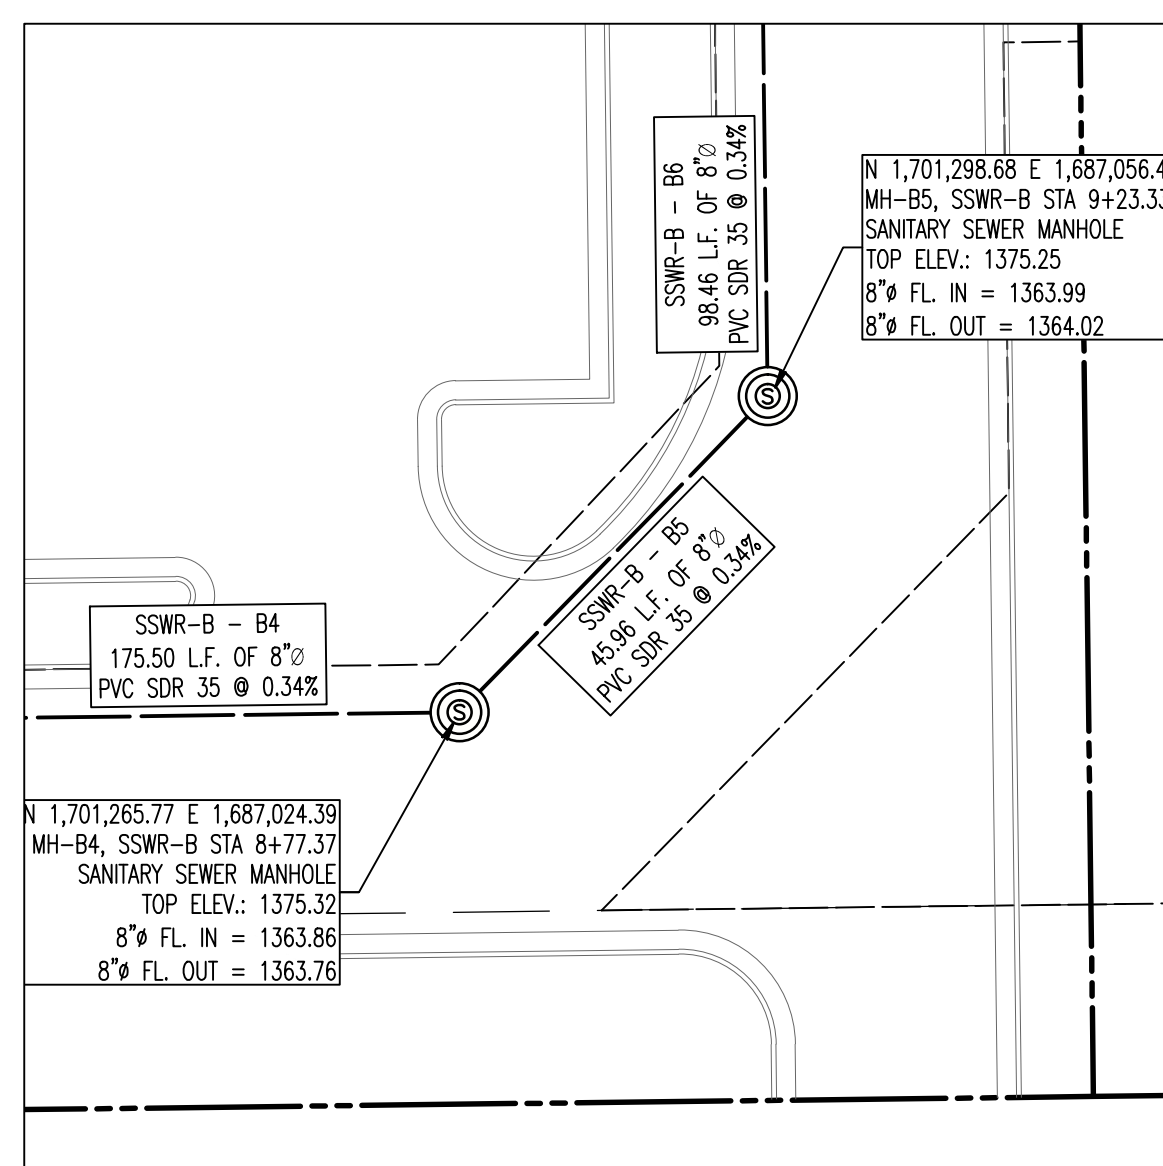 SSWR-B - B6
98.46 L.F. OF 8"Ø
PVC SDR 35 @ 0.34%
N 1,701,298.68 E 1,687,056.4
MH-B5, SSWR-B STA 9+23.33
SANITARY SEWER MANHOLE
TOP ELEV.: 1375.25
8"ø FL. IN = 1363.99
8"ø FL. OUT = 1364.02
S
SSWR-B - B5
45.96 L.F. OF 8"Ø
PVC SDR 35 @ 0.34%
SSWR-B - B4
175.50 L.F. OF 8"Ø
PVC SDR 35 @ 0.34%
S
N 1,701,265.77 E 1,687,024.39
MH-B4, SSWR-B STA 8+77.37
SANITARY SEWER MANHOLE
TOP ELEV.: 1375.32
8"ø FL. IN = 1363.86
8"ø FL. OUT = 1363.76